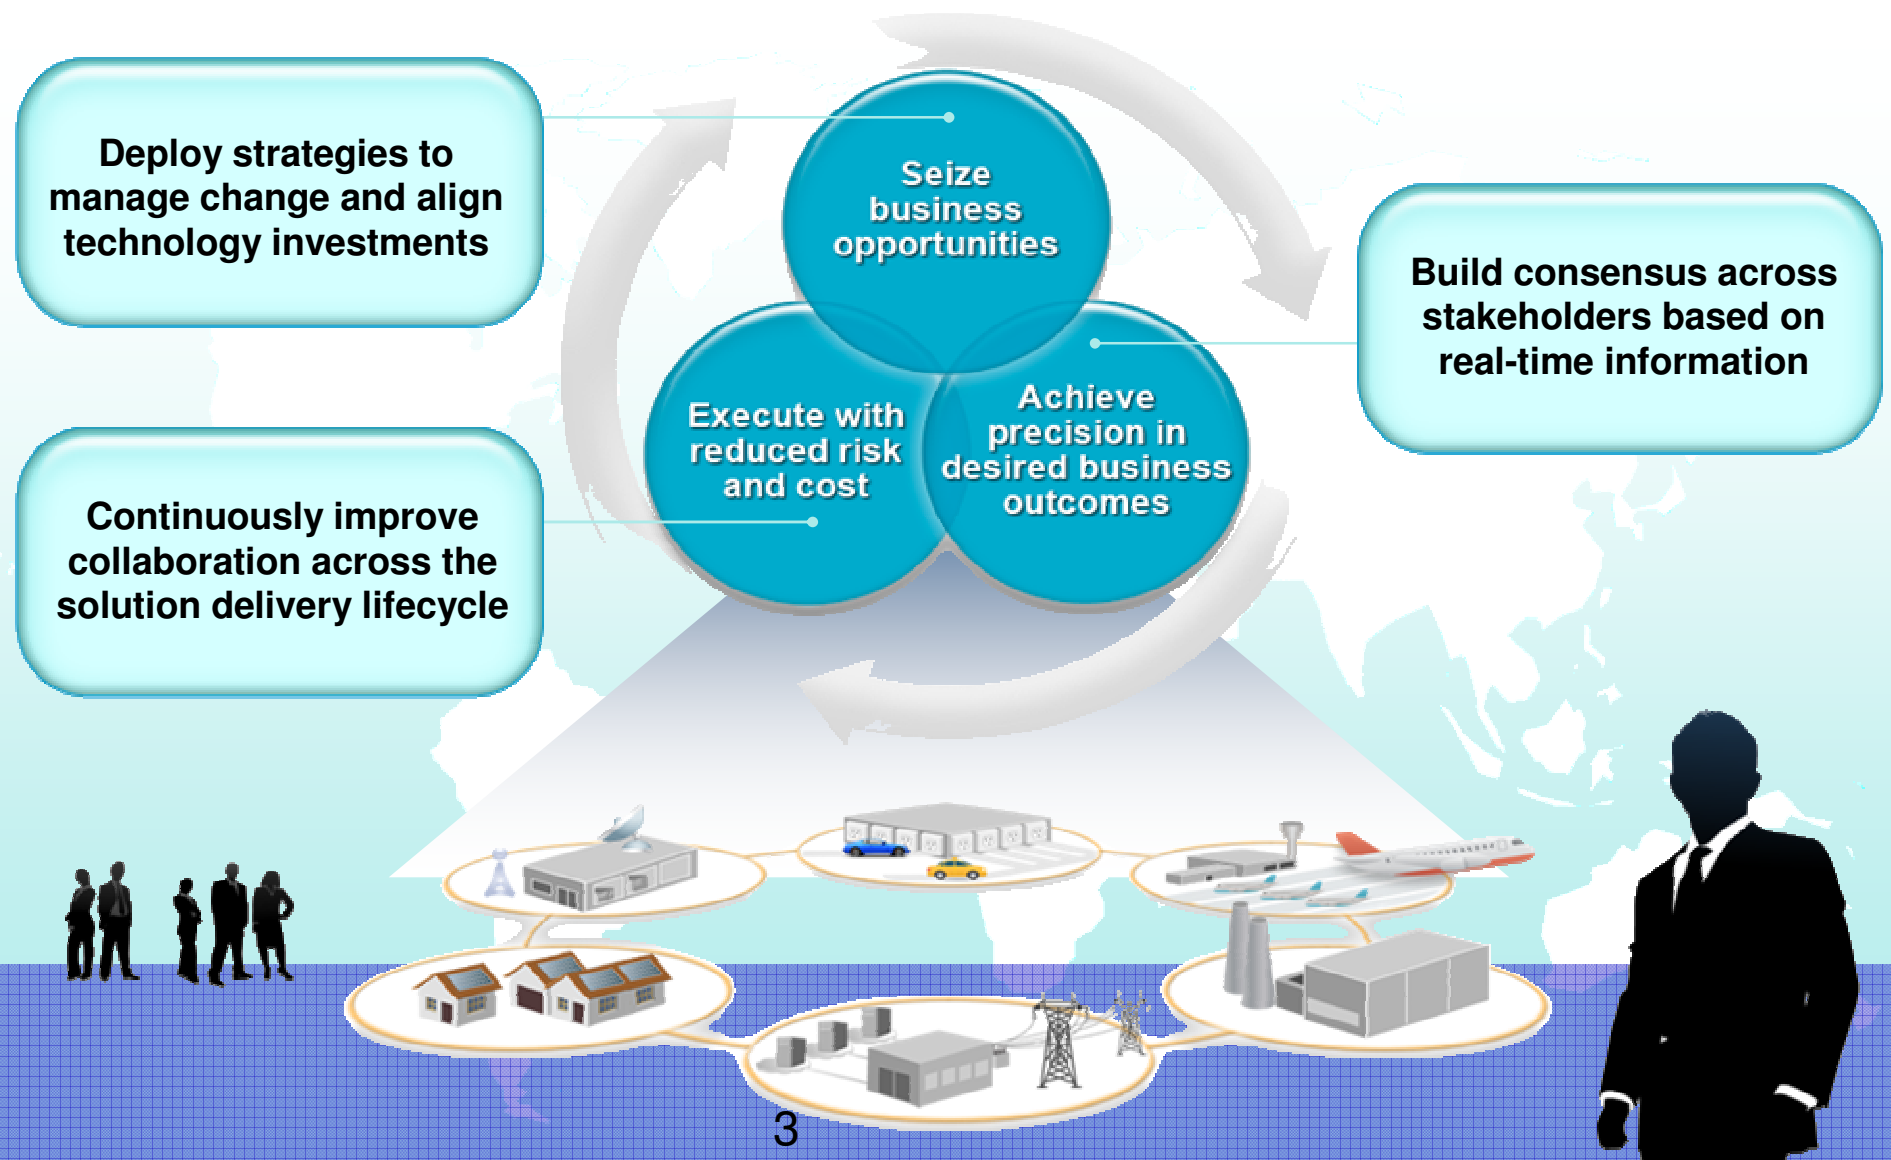 Deploy strategies to
manage change and align
technology investments
Seize
business
opportunities
Build consensus across
stakeholders based on
real-time information
Execute with
reduced risk
and cost
Achieve
precision in
desired business
outcomes
Continuously improve
collaboration across the
solution delivery lifecycle
3